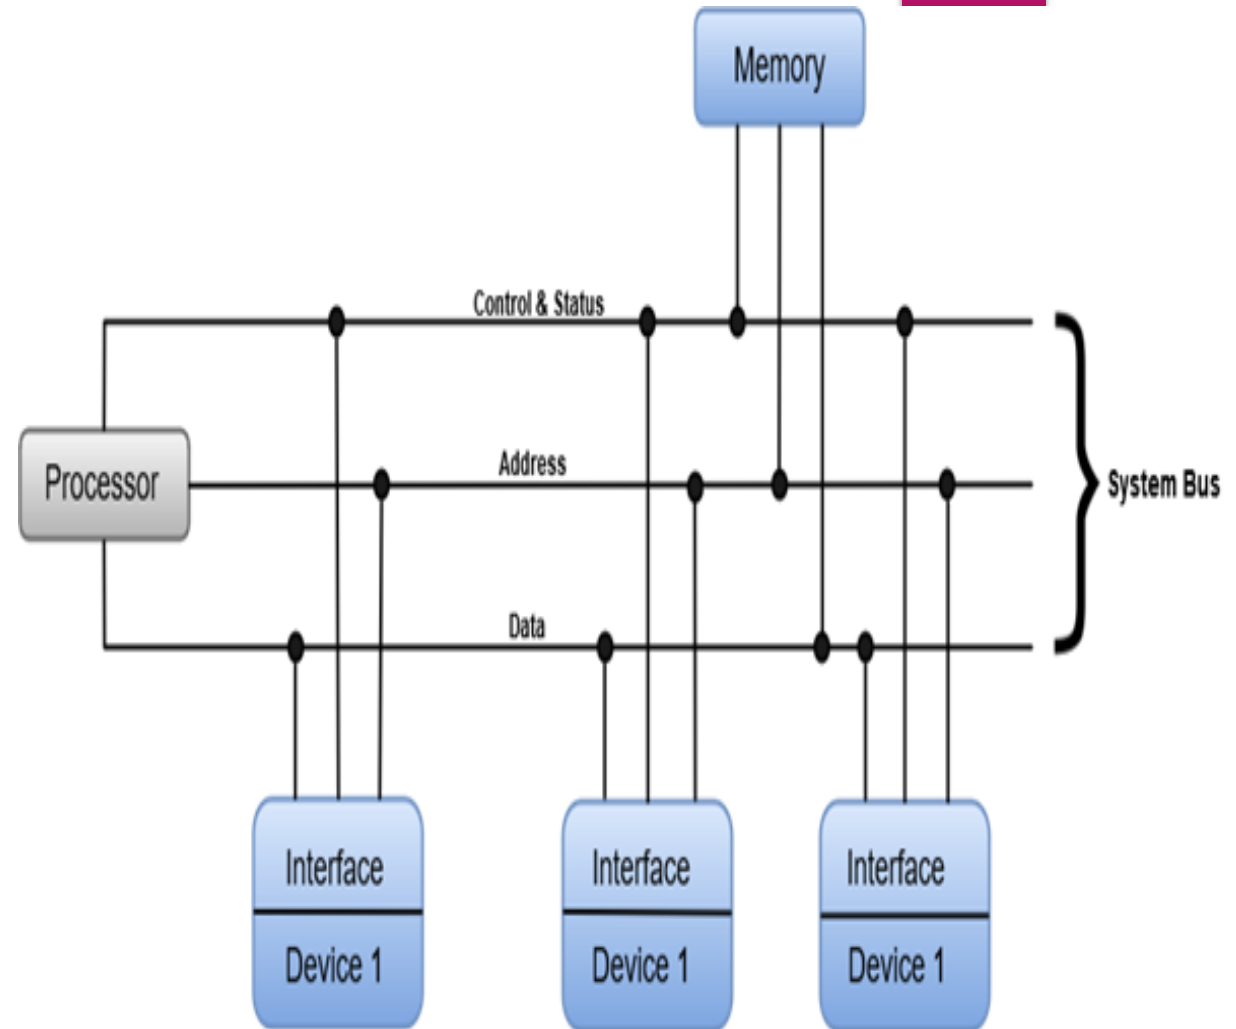 Memory
Control & Status
Address
Processor
System Bus
Data
Interface
Device 1
Interface
Device 1
Interface
Device 1